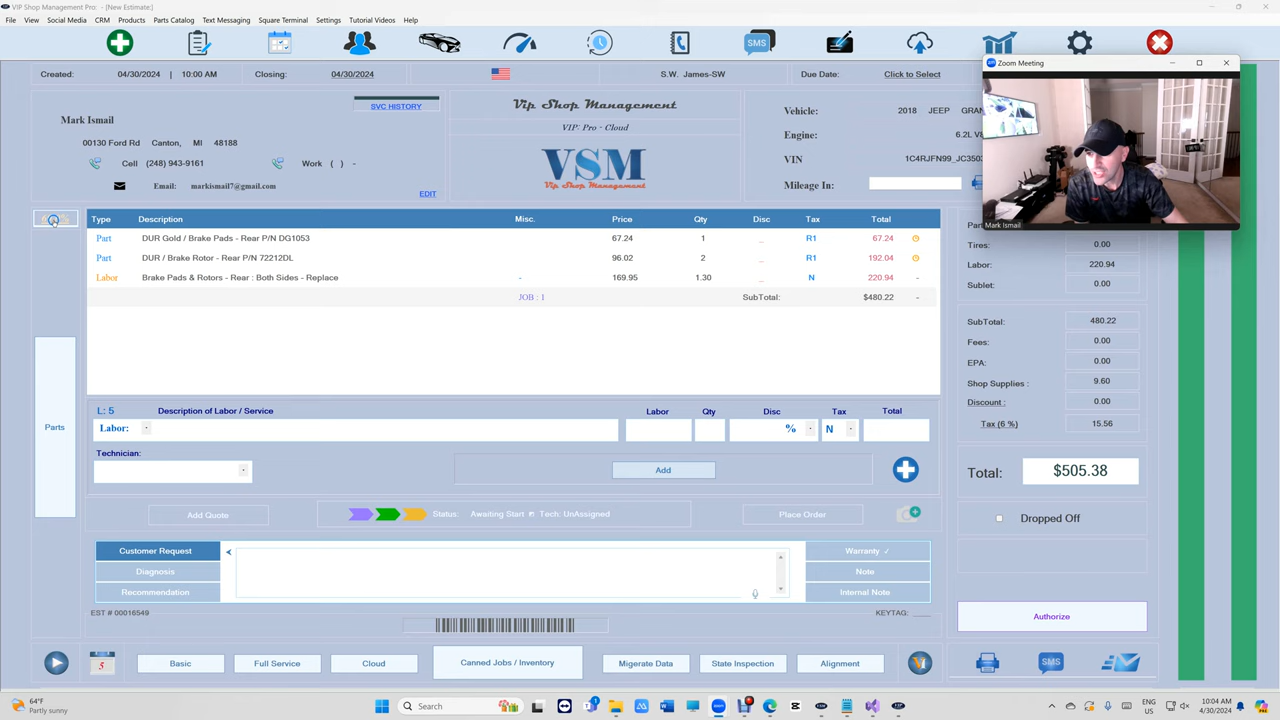 VIP Shop Management Pro: - [New Estimate:]
File View Social Media CRM Products Parts Catalog Text Messaging Square Terminal Settings Tutorial Videos Help
SMS
Created: 04/30/2024 | 10:00 AM Closing: 04/30/2024 S.W. James-SW Due Date: Click to Select
Zoom Meeting
Mark Ismail
SVC HISTORY
00130 Ford Rd Canton, MI 48188
Cell (248) 943-9161 Work ( ) -
Email: markismail7@gmail.com
EDIT
Vip Shop Management
VIP: Pro - Cloud
VSM
Vip Shop Management
Vehicle: 2018 JEEP GRAN
Engine: 6.2L V
VIN 1C4RJFN99_JC350
Mileage In:
Mark Ismail
Type Description Misc. Price Qty Disc Tax Total
Part DUR Gold / Brake Pads - Rear P/N DG1053 67.24 1 _ R1 67.24
Part DUR / Brake Rotor - Rear P/N 72212DL 96.02 2 _ R1 192.04
Labor Brake Pads & Rotors - Rear : Both Sides - Replace - 169.95 1.30 _ N 220.94 -
JOB : 1 SubTotal: $480.22 -
Parts
L: 5 Description of Labor / Service Labor Qty Disc Tax Total
Labor: % N
Technician:
Add
Add Quote Status: Awaiting Start Tech: UnAssigned Place Order
Customer Request
Diagnosis
Recommendation
Warranty ✓
Note
Internal Note
EST # 00016549 KEYTAG: ____
Tires: 0.00
Labor: 220.94
Sublet: 0.00
SubTotal: 480.22
Fees: 0.00
EPA: 0.00
Shop Supplies : 9.60
Discount : 0.00
Tax (6 %) 15.56
Total: $505.38
Dropped Off
Authorize
5 Basic Full Service Cloud Canned Jobs / Inventory Migerate Data State Inspection Alignment V SMS
64°F
Partly sunny
Search
ENG
US
10:04 AM
4/30/2024